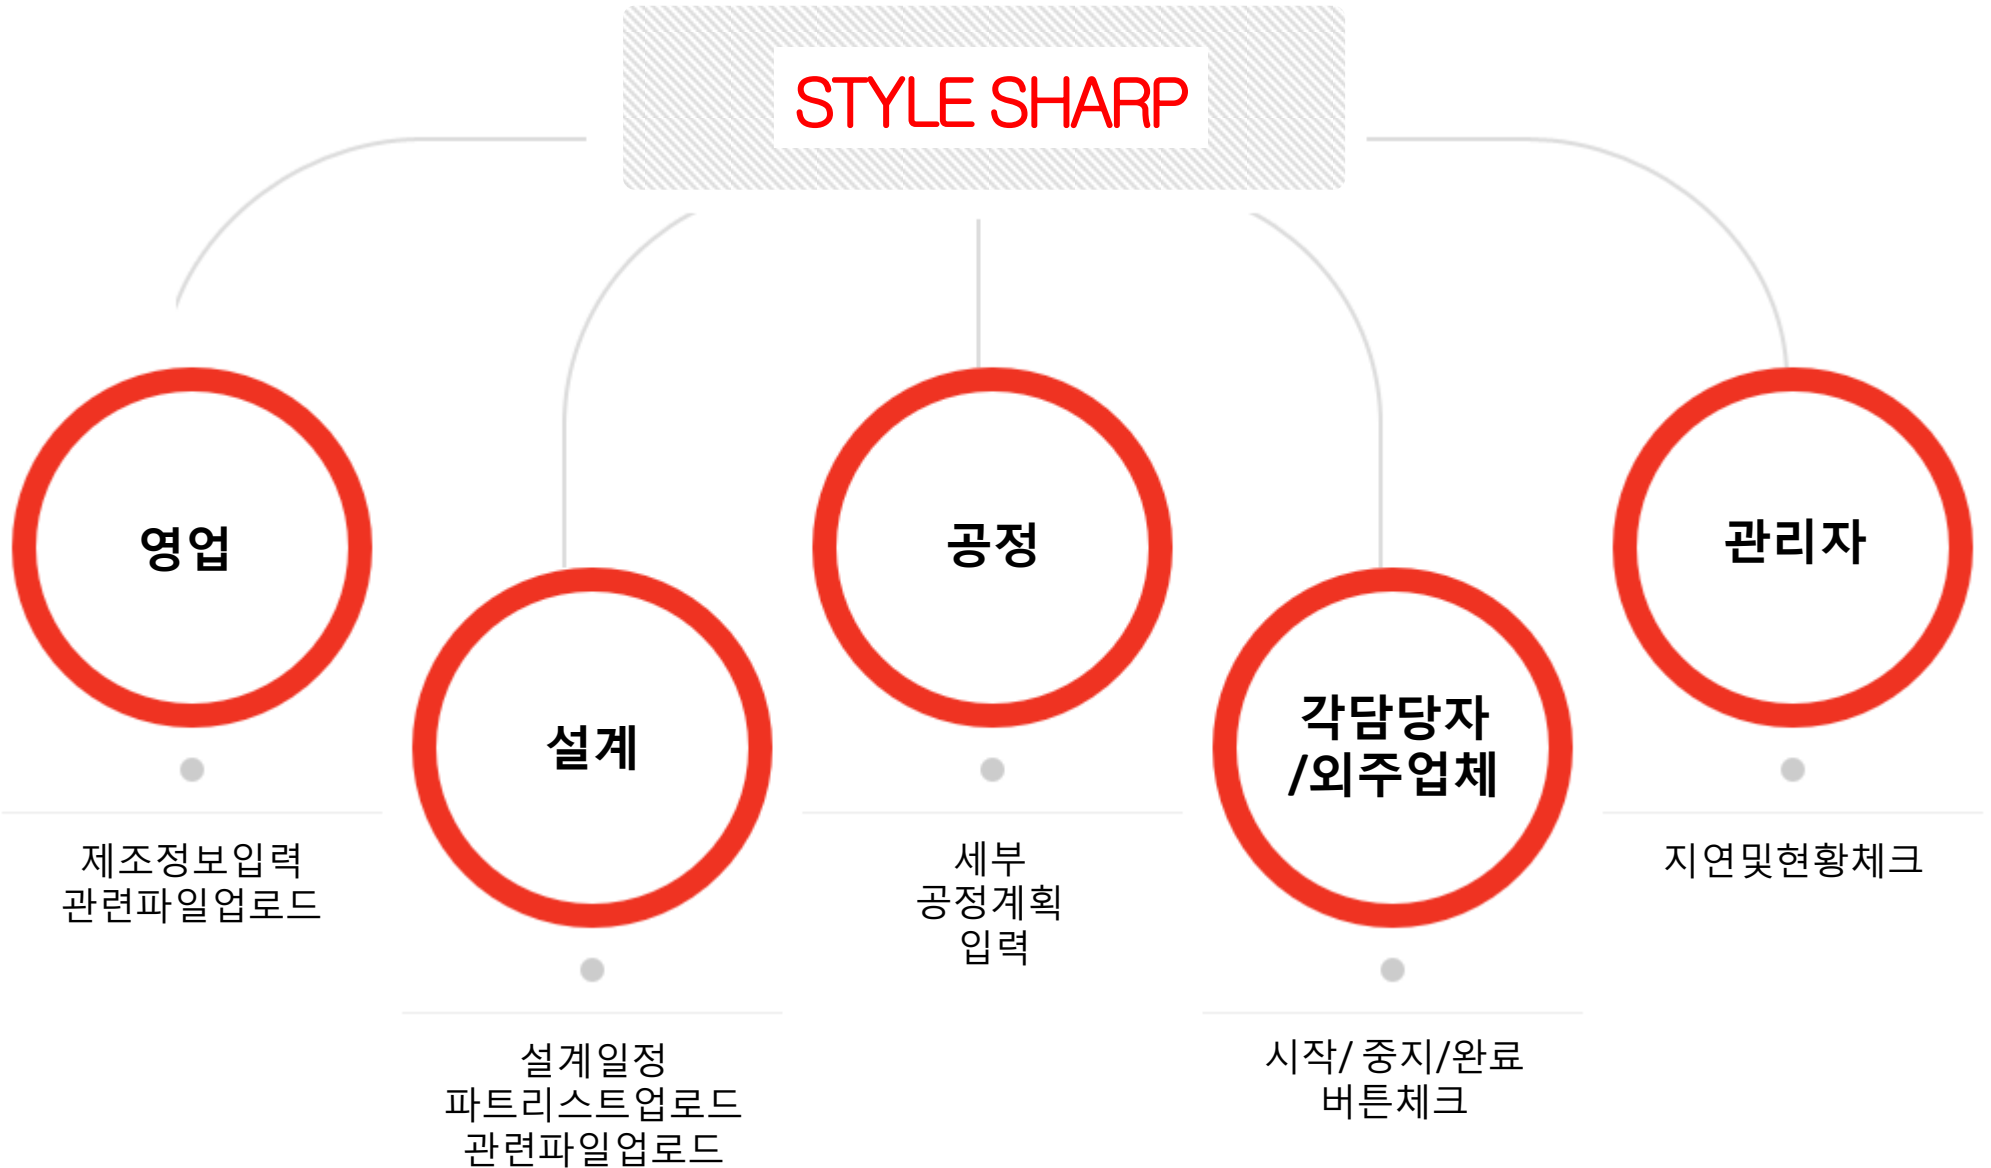 STYLE SHARP
영업
제조정보입력
관련파일업로드
설계
설계일정
파트리스트업로드
관련파일업로드
공정
세부
공정계획
입력
각담당자
/외주업체
시작/ 중지/완료
버튼체크
관리자
지연및현황체크